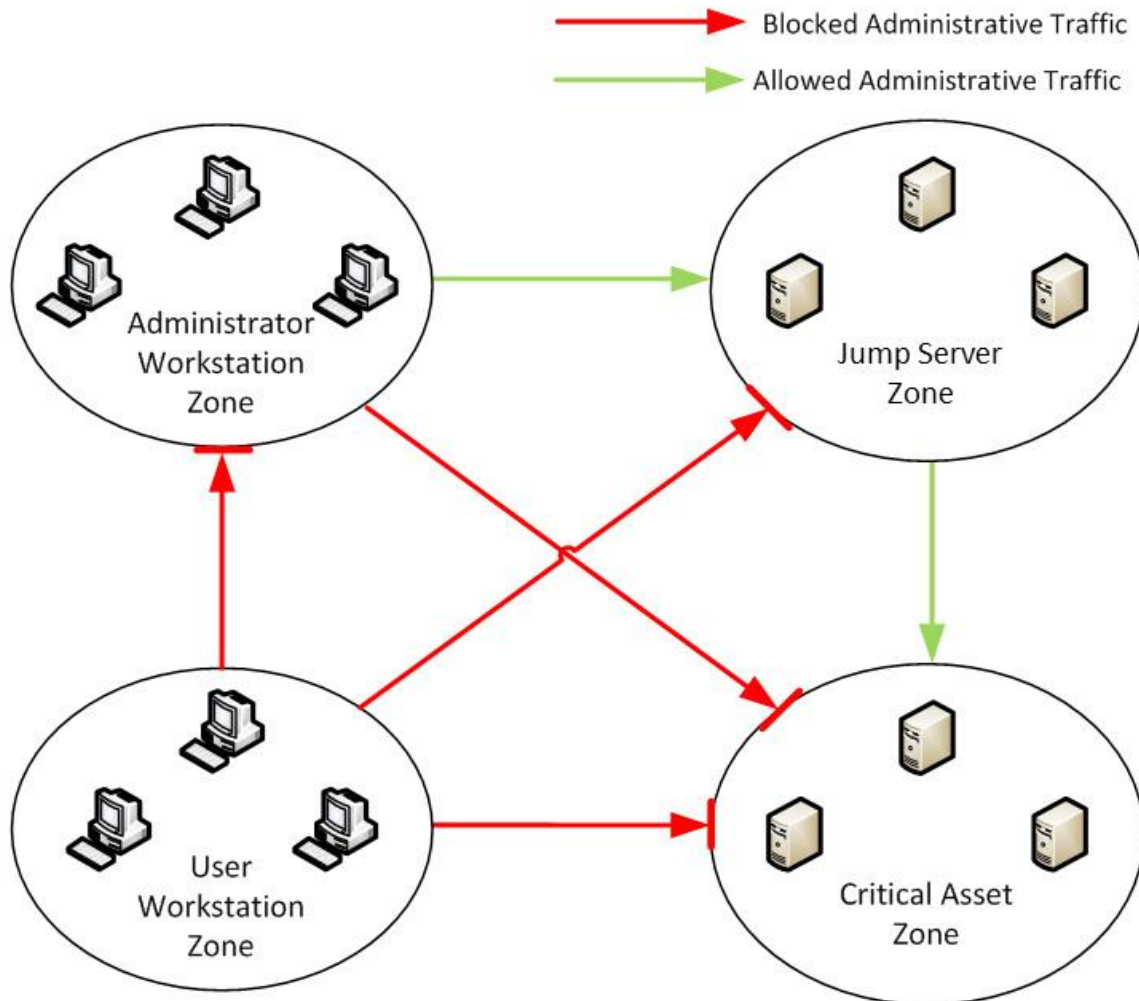 Blocked Administrative Traffic
Allowed Administrative Traffic
Administrator
Workstation
Zone
Jump Server
Zone
User
Workstation
Zone
Critical Asset
Zone